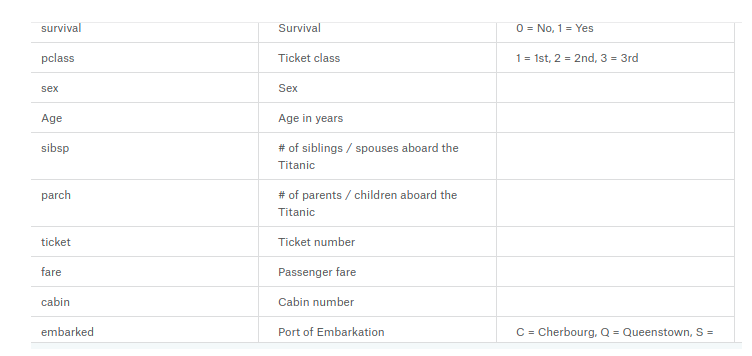 survival Survival 0 = No, 1 = Yes
pclass Ticket class 1 = 1st, 2 = 2nd, 3 = 3rd
sex Sex
Age Age in years
sibsp # of siblings / spouses aboard the
Titanic
parch # of parents / children aboard the
Titanic
ticket Ticket number
fare Passenger fare
cabin Cabin number
embarked Port of Embarkation C = Cherbourg, Q = Queenstown, S =